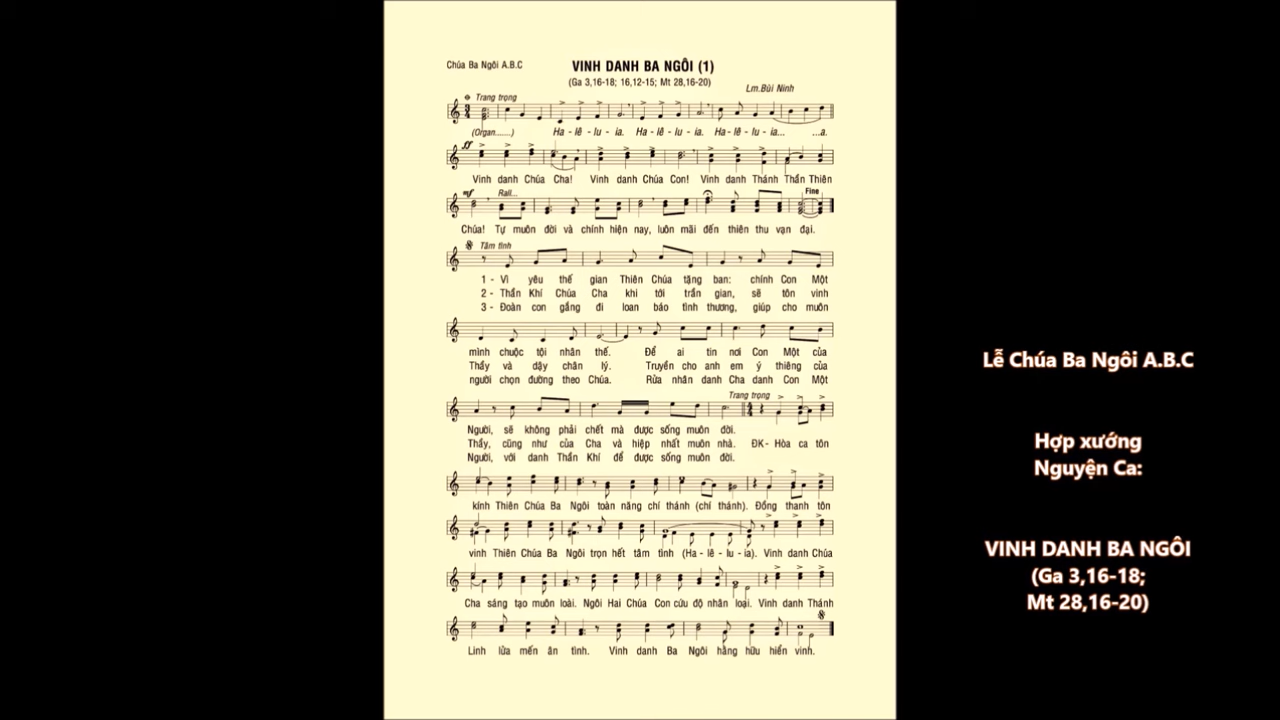 Chúa Ba Ngôi A.B.C
VINH DANH BA NGÔI (1)
(Ga 3,16-18; 16,12-15; Mt 28,16-20)
Lm.Bùi Ninh
Trang trọng
(Organ.......) Ha - lê - lu - ia. Ha - lê - lu - ia. Ha - lê - lu - ia... ...a.
ff
Vinh danh Chúa Cha! Vinh danh Chúa Con! Vinh danh Thánh Thần Thiên
mf Rall... Fine
Chúa! Tự muôn đời và chính hiện nay, luôn mãi đến thiên thu vạn đại.
Tâm tình
1 - Vì yêu thế gian Thiên Chúa tặng ban: chính Con Một
2 - Thần Khí Chúa Cha khi tới trần gian, sẽ tôn vinh
3 - Đoàn con gắng đi loan báo tình thương, giúp cho muôn
mình chuộc tội nhân thế. Để ai tin nơi Con Một của
Thầy và dậy chân lý. Truyền cho anh em ý thiêng của
người chọn đường theo Chúa. Rửa nhân danh Cha danh Con Một
Trang trọng
Người, sẽ không phải chết mà được sống muôn đời.
Thầy, cũng như của Cha và hiệp nhất muôn nhà. ĐK- Hòa ca tôn
Người, với danh Thần Khí để được sống muôn đời.
kính Thiên Chúa Ba Ngôi toàn năng chí thánh (chí thánh). Đồng thanh tôn
vinh Thiên Chúa Ba Ngôi trọn hết tâm tình (Ha - lê - lu - ia). Vinh danh Chúa
Cha sáng tạo muôn loài. Ngôi Hai Chúa Con cứu độ nhân loại. Vinh danh Thánh
Linh lửa mến ân tình. Vinh danh Ba Ngôi hằng hữu hiển vinh.
Lễ Chúa Ba Ngôi A.B.C
Hợp xướng
Nguyện Ca:
VINH DANH BA NGÔI
(Ga 3,16-18;
Mt 28,16-20)